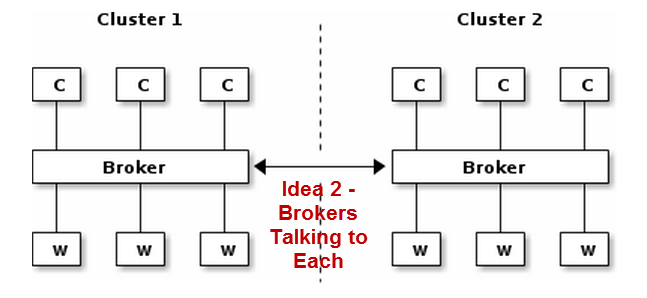 Cluster 1 Cluster 2
C C C C C C
Broker Broker
Idea 2 -
Brokers
Talking to
Each
W W W W W W